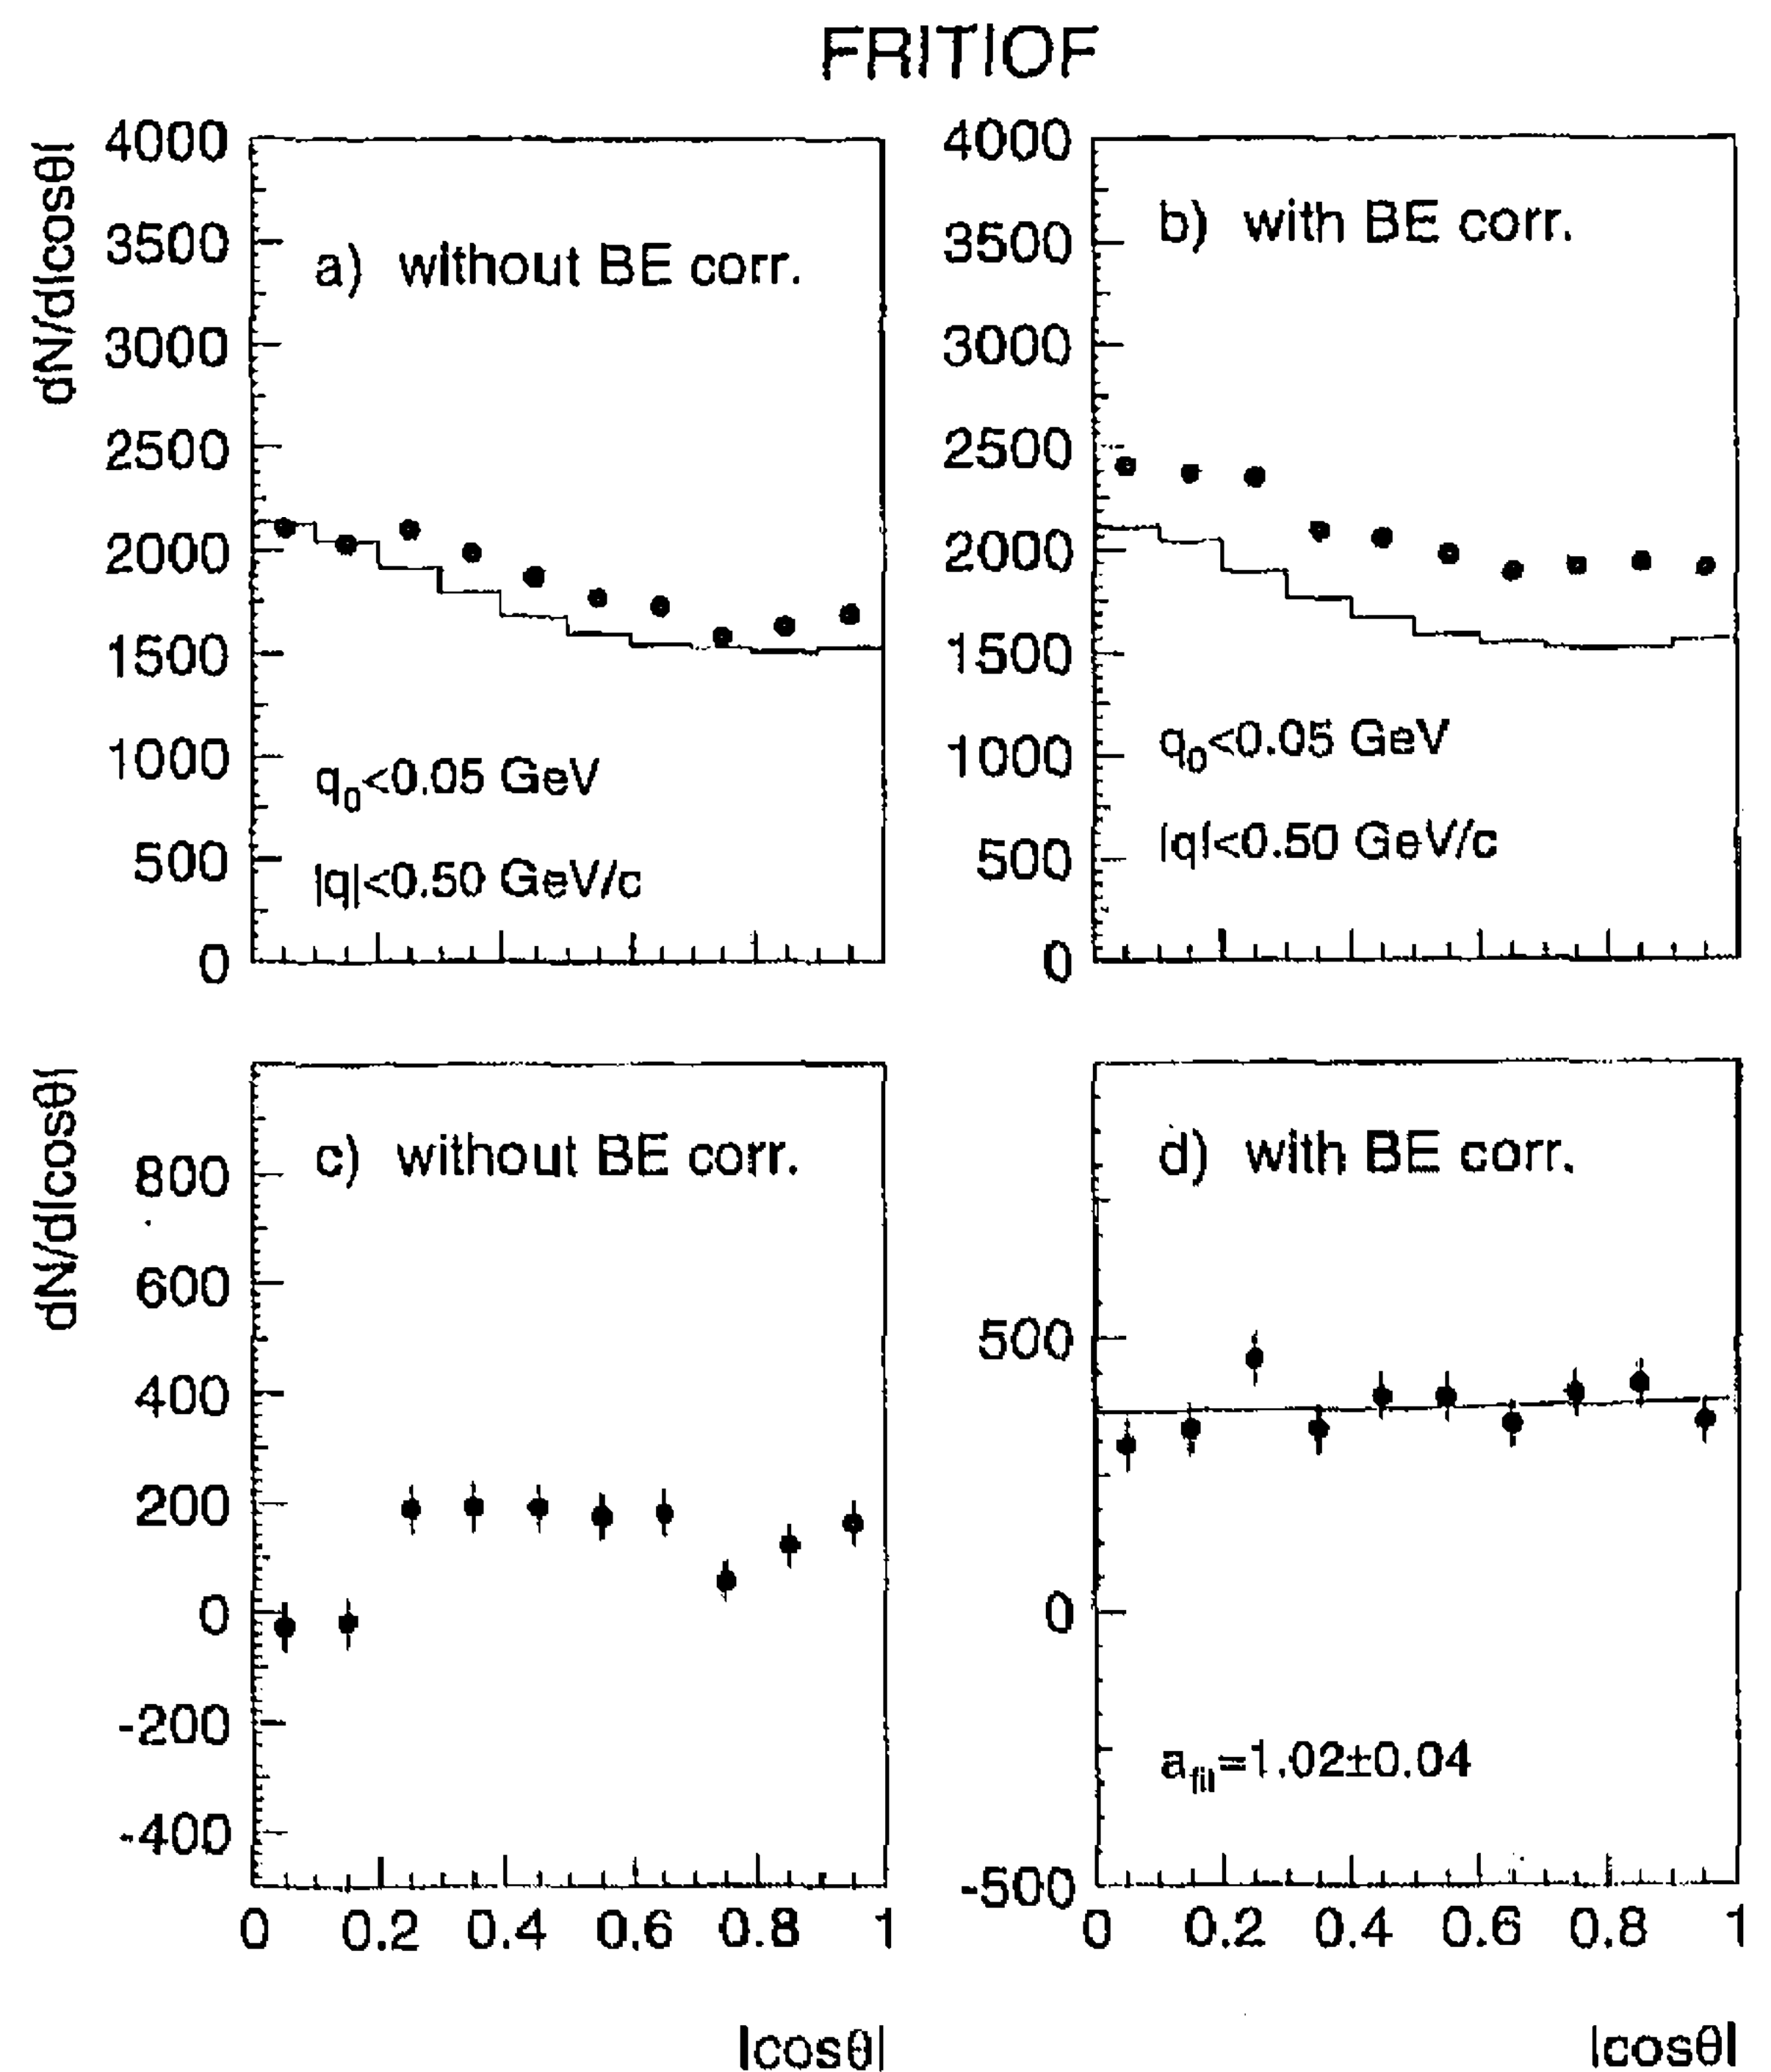 FRITIOF
dN/d|cosθ|
4000
3500
3000
2500
2000
1500
1000
500
0
a) without BE corr.
q0<0.05 GeV
|q|<0.50 GeV/c
4000
3500
3000
2500
2000
1500
1000
500
0
b) with BE corr.
q0<0.05 GeV
|q|<0.50 GeV/c
dN/d|cosθ|
800
600
400
200
0
-200
-400
c) without BE corr.
0 0.2 0.4 0.6 0.8 1
|cosθ|
500
0
-500
d) with BE corr.
afil=1.02±0.04
0 0.2 0.4 0.6 0.8 1
|cosθ|